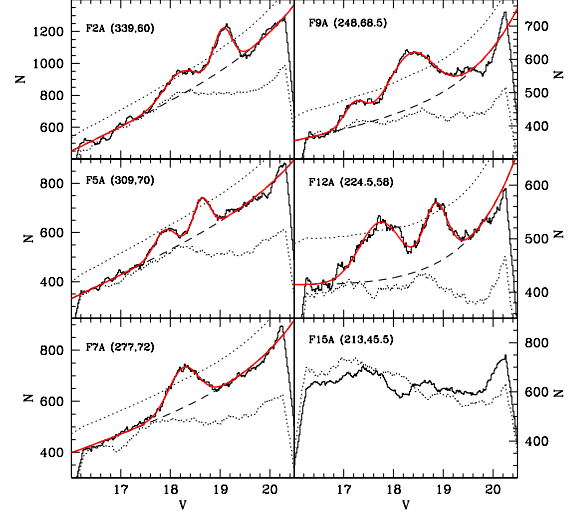 F2A (339,60)
F9A (248,68.5)
1200
1000
800
600
N
700
600
500
400
N
F5A (309,70)
F12A (224.5,58)
800
600
400
N
600
500
400
N
F7A (277,72)
F15A (213,45.5)
800
600
400
N
800
600
400
N
17 18 19 20
17 18 19 20
V
V